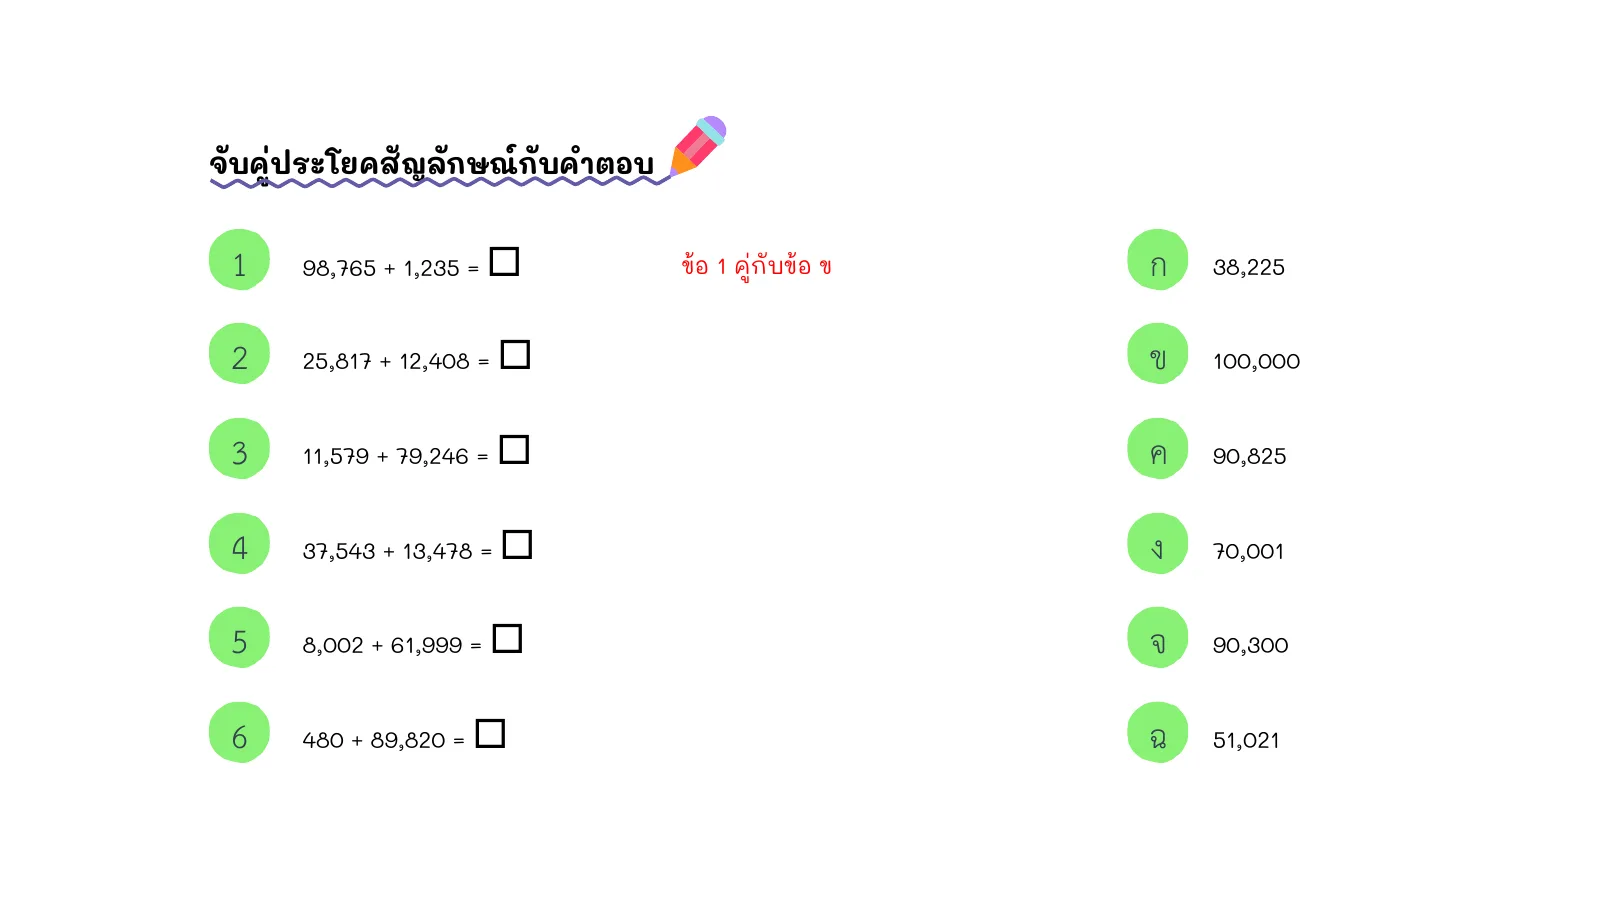 จับคู่ประโยคสัญลักษณ์กับคำตอบ
1 98,765 + 1,235 = □ ข้อ 1 คู่กับข้อ ข ก 38,225
2 25,817 + 12,408 = □ ข 100,000
3 11,579 + 79,246 = □ ค 90,825
4 37,543 + 13,478 = □ ง 70,001
5 8,002 + 61,999 = □ จ 90,300
6 480 + 89,820 = □ ฉ 51,021